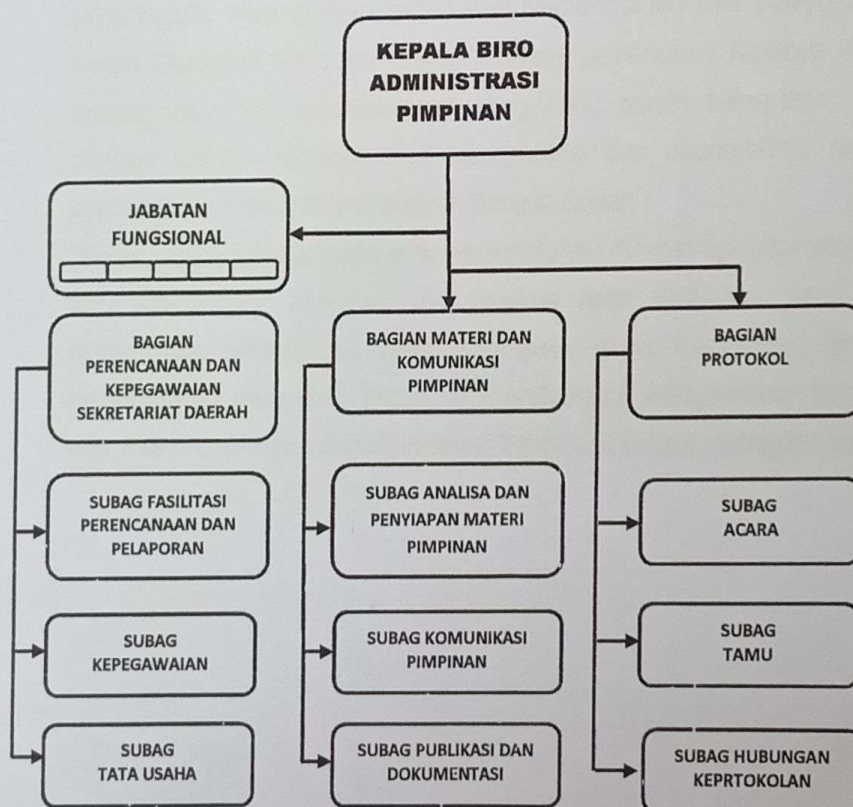 KEPALA BIRO
ADMINISTRASI
PIMPINAN
JABATAN
FUNGSIONAL
BAGIAN
PERENCANAAN DAN
KEPEGAWAIAN
SEKRETARIAT DAERAH
SUBAG FASILITASI
PERENCANAAN DAN
PELAPORAN
SUBAG
KEPEGAWAIAN
SUBAG
TATA USAHA
BAGIAN MATERI DAN
KOMUNIKASI
PIMPINAN
SUBAG ANALISA DAN
PENYIAPAN MATERI
PIMPINAN
SUBAG KOMUNIKASI
PIMPINAN
SUBAG PUBLIKASI DAN
DOKUMENTASI
BAGIAN
PROTOKOL
SUBAG
ACARA
SUBAG
TAMU
SUBAG HUBUNGAN
KEPRTOKOLAN